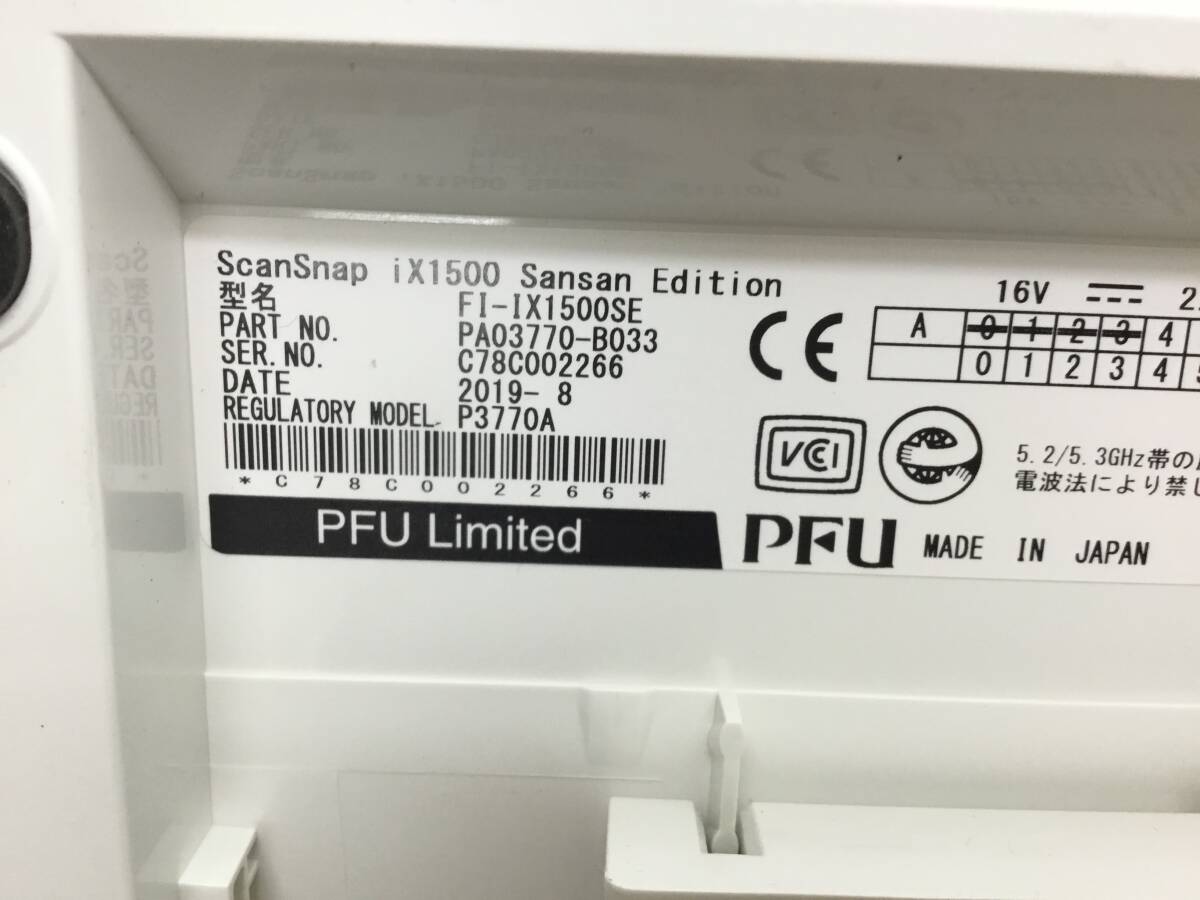 ScanSnap iX1500 Sansan Edition
型名 FI-IX1500SE
PART NO. PA03770-B033
SER.NO. C78C002266
DATE 2019- 8
REGULATORY MODEL P3770A
*C78C002266*
PFU Limited
16V ⎓ 2
A 0 1 2 3 4
0 1 2 3 4 5
CE
VCCI
5.2/5.3GHz帯の
電波法により禁し
PFU MADE IN JAPAN